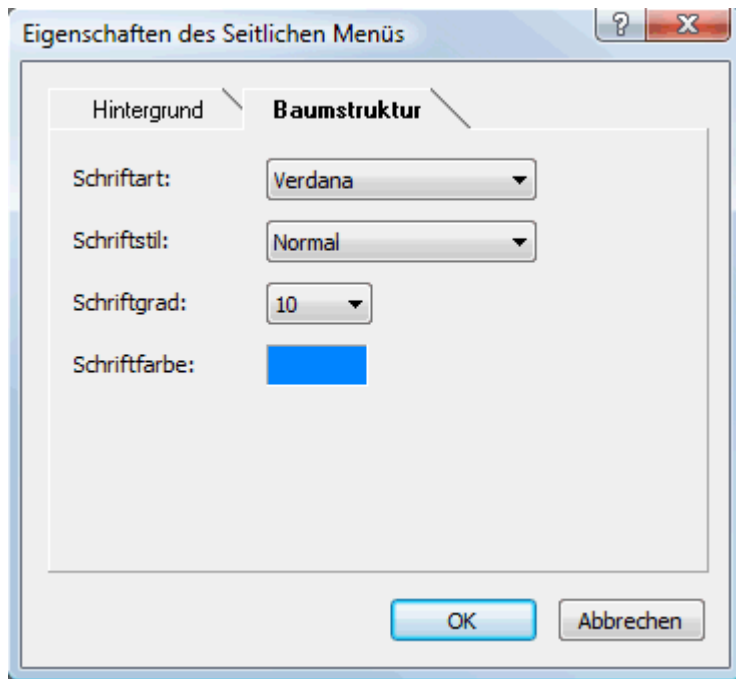 Eigenschaften des Seitlichen Menüs
?
Hintergrund Baumstruktur
Schriftart: Verdana
Schriftstil: Normal
Schriftgrad: 10
Schriftfarbe:
OK Abbrechen